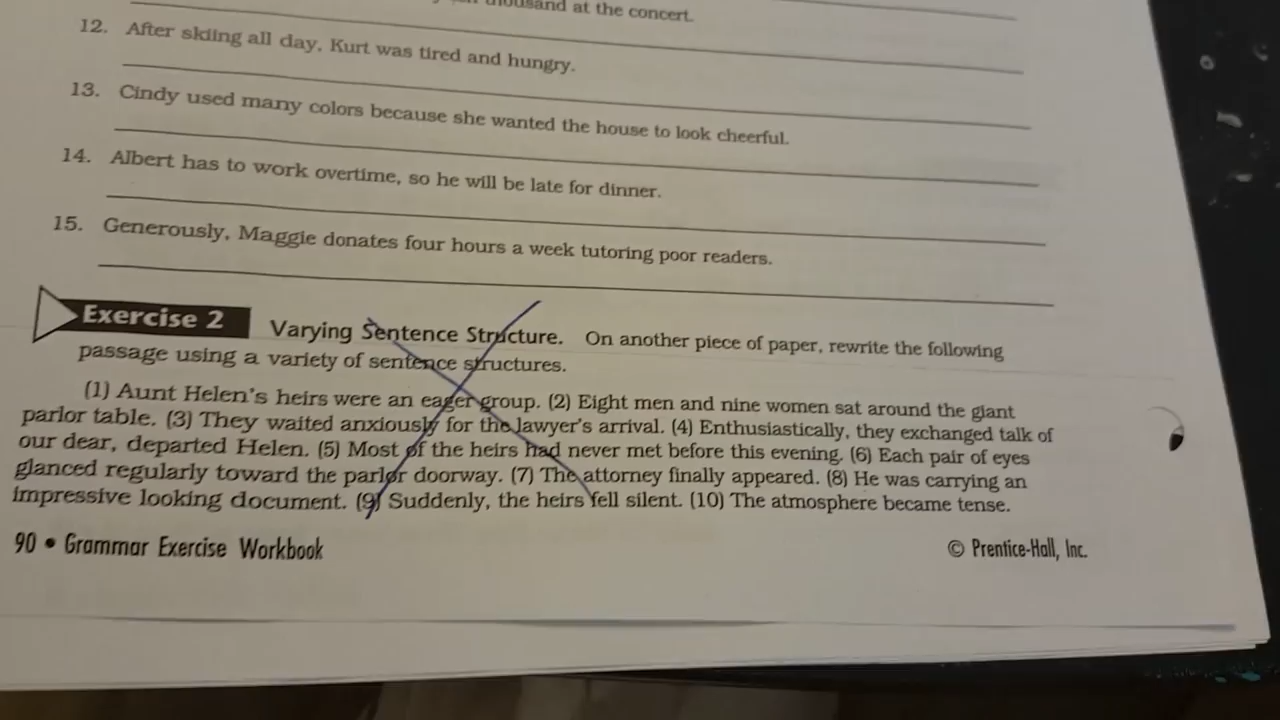 thousand at the concert.
12. After skiing all day, Kurt was tired and hungry.
13. Cindy used many colors because she wanted the house to look cheerful.
14. Albert has to work overtime, so he will be late for dinner.
15. Generously, Maggie donates four hours a week tutoring poor readers.
Exercise 2 Varying Sentence Structure. On another piece of paper, rewrite the following
passage using a variety of sentence structures.
(1) Aunt Helen's heirs were an eager group. (2) Eight men and nine women sat around the giant
parlor table. (3) They waited anxiously for the lawyer's arrival. (4) Enthusiastically, they exchanged talk of
our dear, departed Helen. (5) Most of the heirs had never met before this evening. (6) Each pair of eyes
glanced regularly toward the parlor doorway. (7) The attorney finally appeared. (8) He was carrying an
impressive looking document. (9) Suddenly, the heirs fell silent. (10) The atmosphere became tense.
90 • Grammar Exercise Workbook
© Prentice-Hall, Inc.